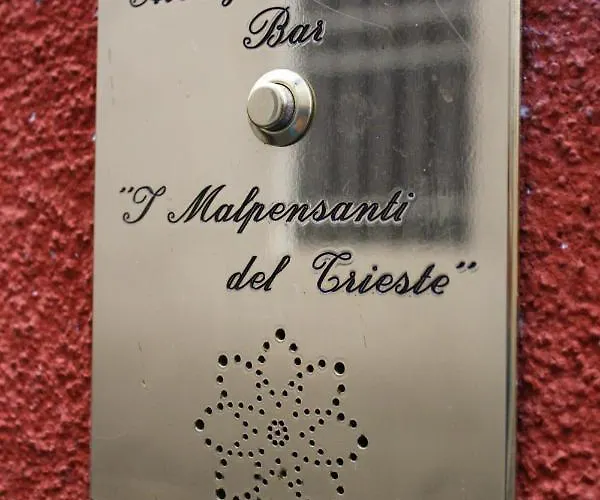 Bar
"I Malpensanti
del Trieste"